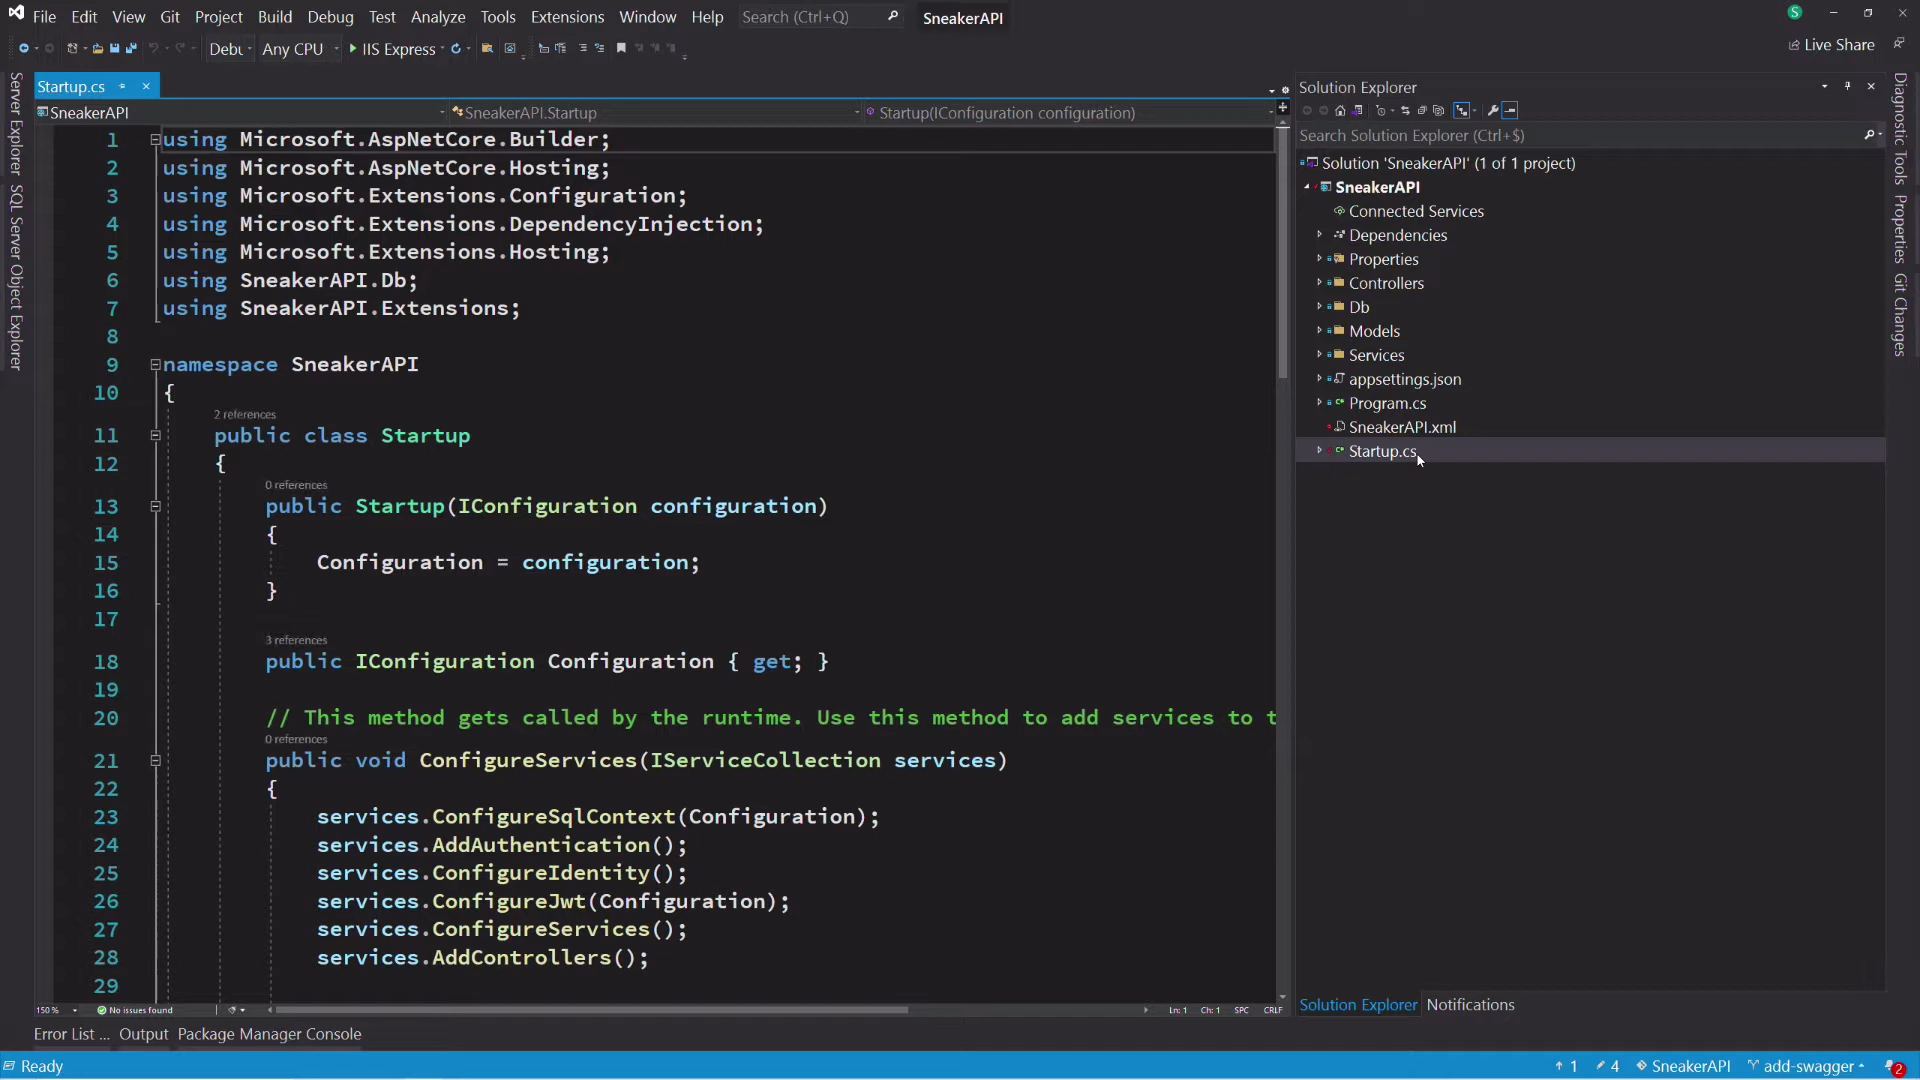 File Edit View Git Project Build Debug Test Analyze Tools Extensions Window Help Search (Ctrl+Q) SneakerAPI S
Debu Any CPU IIS Express Live Share
Startup.cs
SneakerAPI SneakerAPI.Startup Startup(IConfiguration configuration)
1 using Microsoft.AspNetCore.Builder;
2 using Microsoft.AspNetCore.Hosting;
3 using Microsoft.Extensions.Configuration;
4 using Microsoft.Extensions.DependencyInjection;
5 using Microsoft.Extensions.Hosting;
6 using SneakerAPI.Db;
7 using SneakerAPI.Extensions;
8
9 namespace SneakerAPI
10 {
2 references
11 public class Startup
12 {
0 references
13 public Startup(IConfiguration configuration)
14 {
15 Configuration = configuration;
16 }
17
3 references
18 public IConfiguration Configuration { get; }
19
20 // This method gets called by the runtime. Use this method to add services to t
0 references
21 public void ConfigureServices(IServiceCollection services)
22 {
23 services.ConfigureSqlContext(Configuration);
24 services.AddAuthentication();
25 services.ConfigureIdentity();
26 services.ConfigureJwt(Configuration);
27 services.ConfigureServices();
28 services.AddControllers();
29
150 % No issues found Ln: 1 Ch: 1 SPC CRLF
Server Explorer
SQL Server Object Explorer
Solution Explorer
Search Solution Explorer (Ctrl+$)
Solution 'SneakerAPI' (1 of 1 project)
SneakerAPI
Connected Services
Dependencies
Properties
Controllers
Db
Models
Services
appsettings.json
Program.cs
SneakerAPI.xml
Startup.cs
Solution Explorer Notifications
Diagnostic Tools
Properties
Git Changes
Error List ... Output Package Manager Console
Ready 1 4 SneakerAPI add-swagger 2